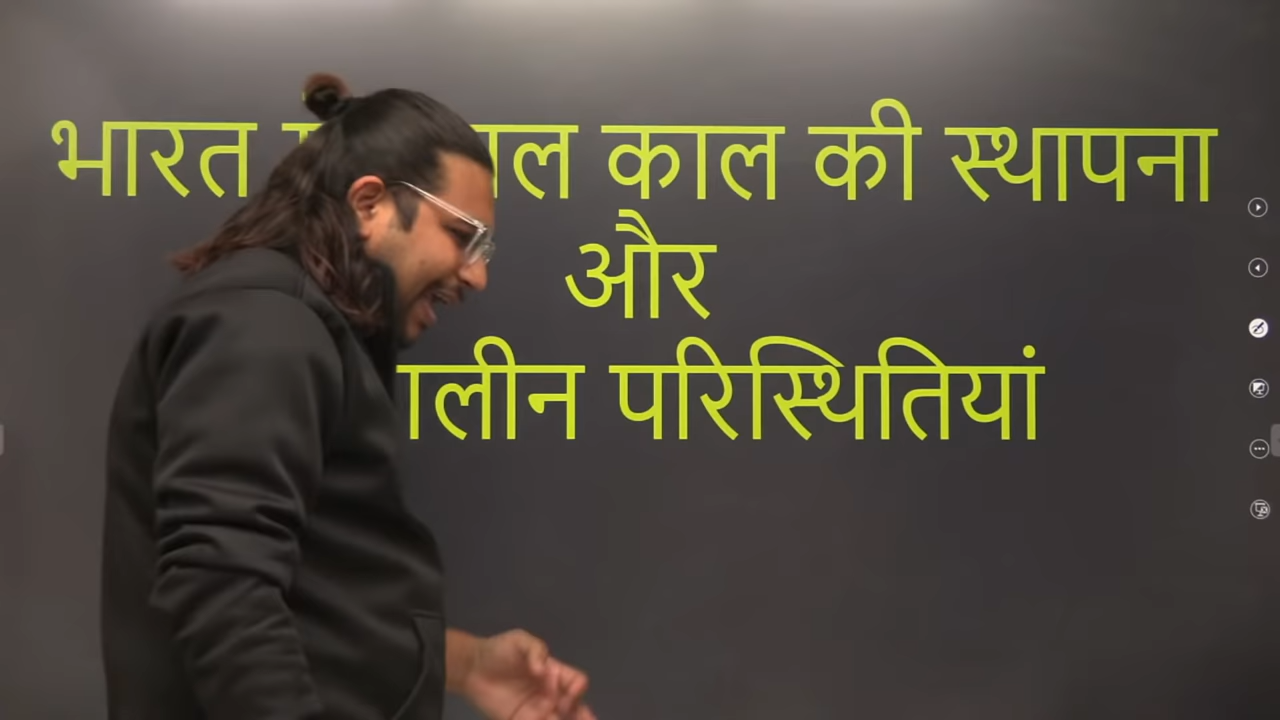 भारत काल की स्थापना
और
परिस्थितियां